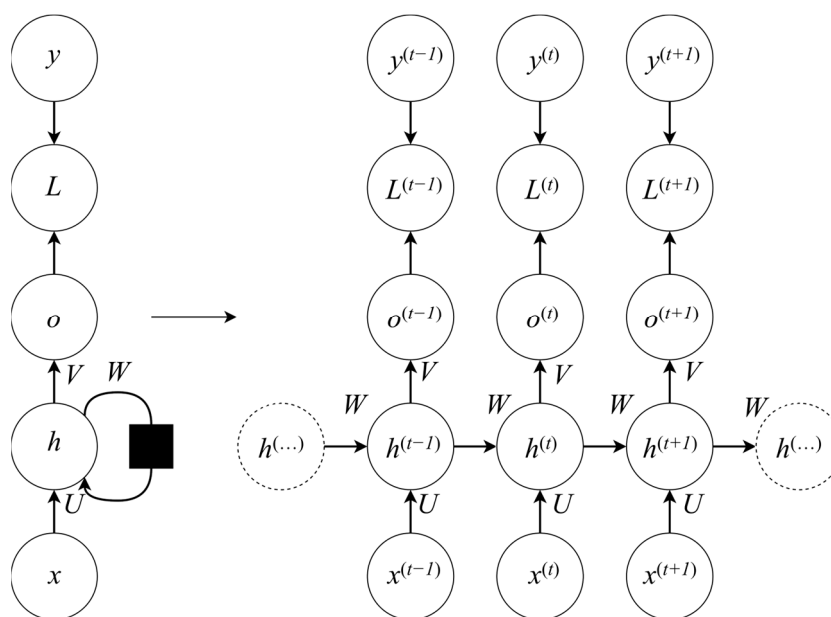 y y⁽ᵗ⁻¹⁾ y⁽ᵗ⁾ y⁽ᵗ⁺¹⁾
L L⁽ᵗ⁻¹⁾ L⁽ᵗ⁾ L⁽ᵗ⁺¹⁾
o o⁽ᵗ⁻¹⁾ o⁽ᵗ⁾ o⁽ᵗ⁺¹⁾
V W V V V
W W W W
h h⁽…⁾ h⁽ᵗ⁻¹⁾ h⁽ᵗ⁾ h⁽ᵗ⁺¹⁾ h⁽…⁾
U U U U
x x⁽ᵗ⁻¹⁾ x⁽ᵗ⁾ x⁽ᵗ⁺¹⁾